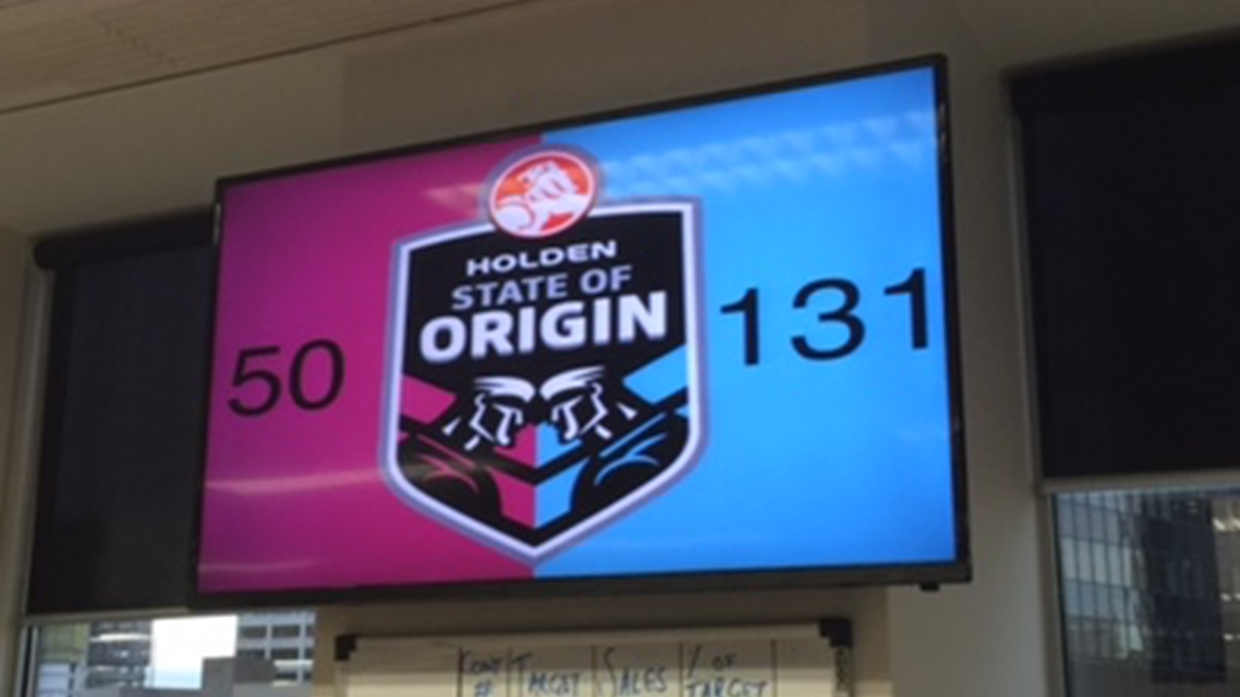 HOLDEN
STATE OF
ORIGIN
50
131
CONT # TARGET SALES % OF TARGET